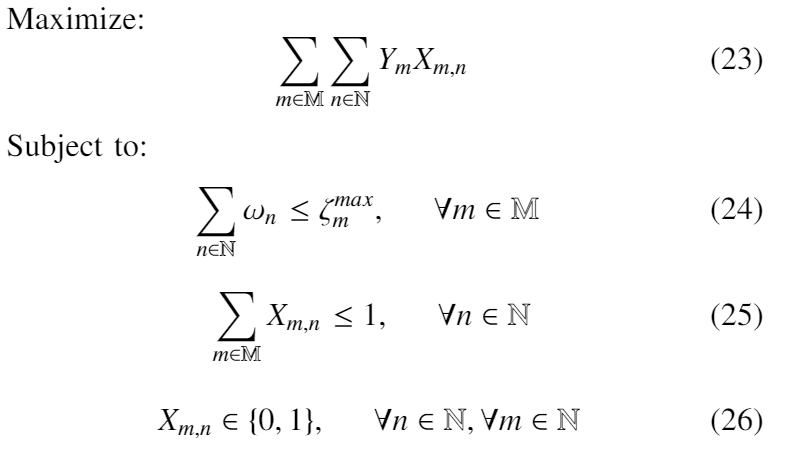 Maximize:
∑_{m∈𝕄} ∑_{n∈ℕ} Y_m X_{m,n} (23)
Subject to:
∑_{n∈ℕ} ω_n ≤ ζ_m^{max}, ∀m ∈ 𝕄 (24)
∑_{m∈𝕄} X_{m,n} ≤ 1, ∀n ∈ ℕ (25)
X_{m,n} ∈ {0, 1}, ∀n ∈ ℕ, ∀m ∈ ℕ (26)